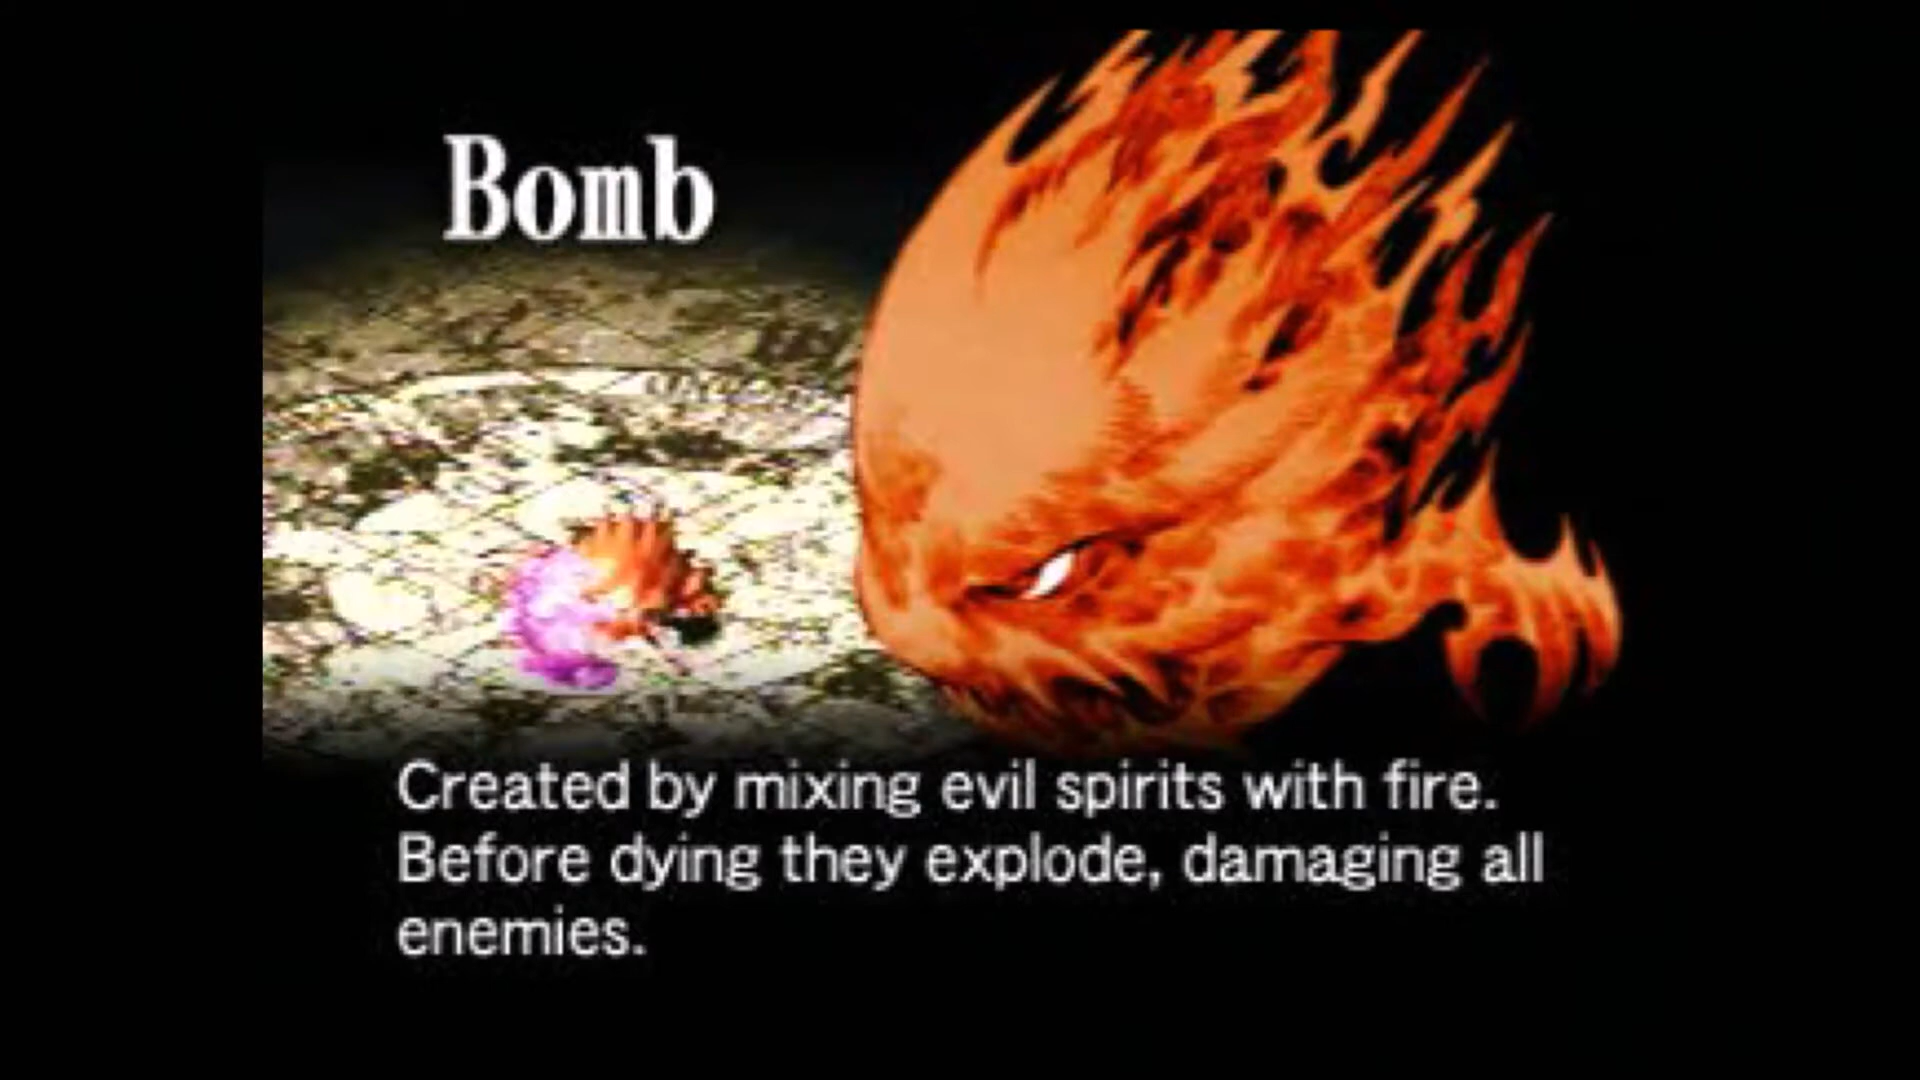 Bomb
Created by mixing evil spirits with fire.
Before dying they explode, damaging all
enemies.